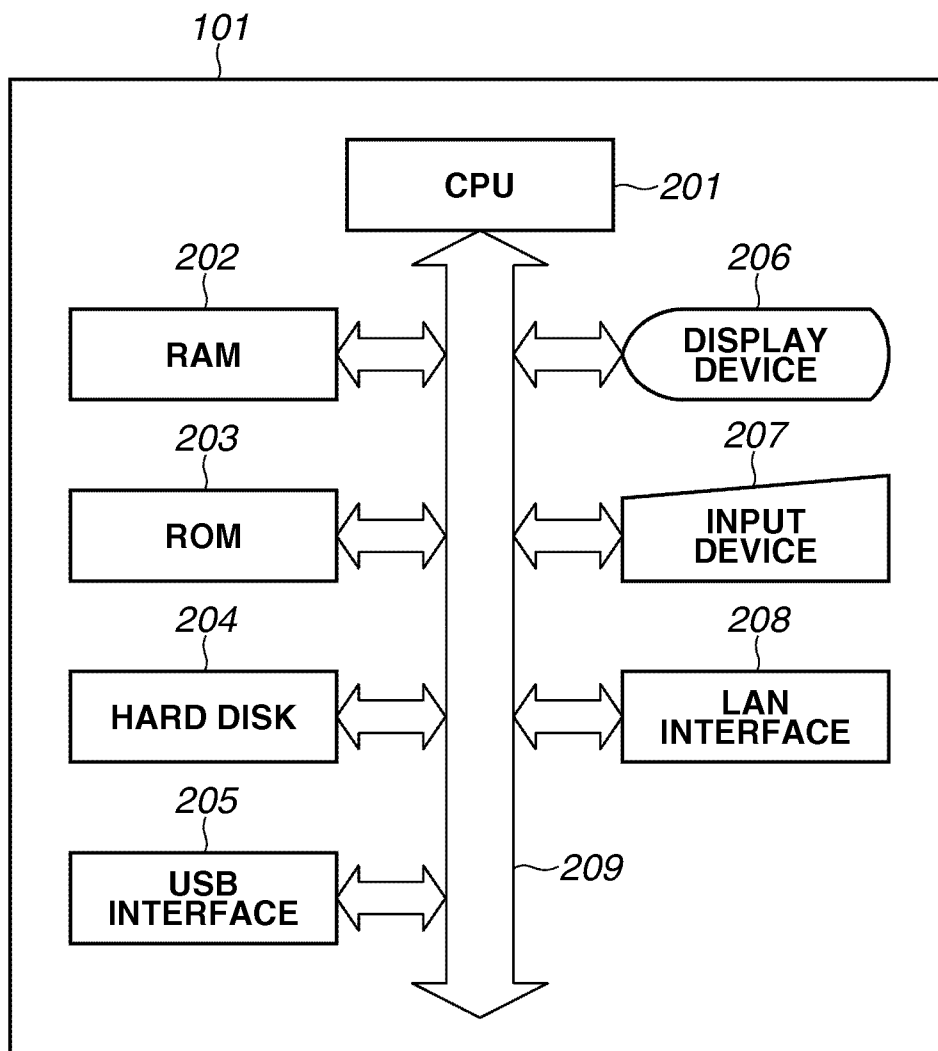 101
CPU
201
202
RAM
206
DISPLAY
DEVICE
203
ROM
207
INPUT
DEVICE
204
HARD DISK
208
LAN
INTERFACE
205
USB
INTERFACE
209